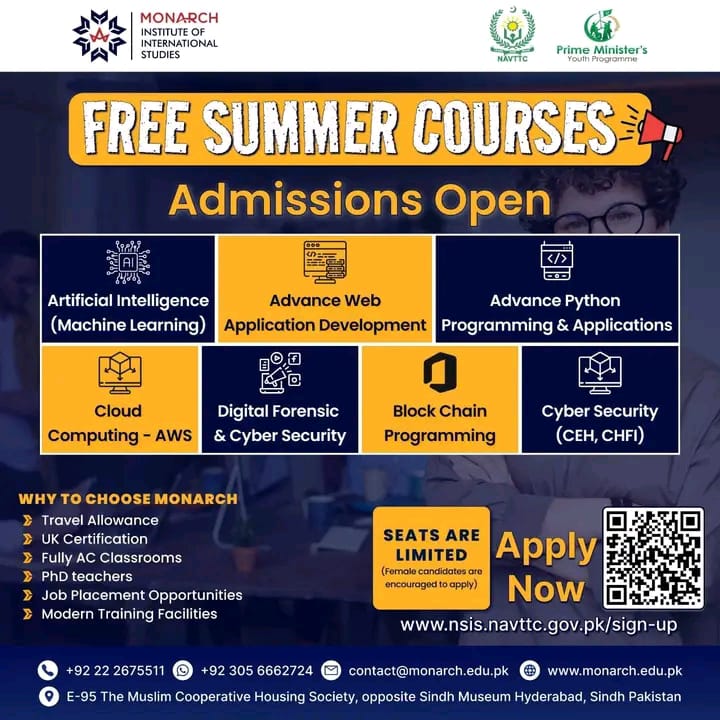 MONARCH
INSTITUTE OF
INTERNATIONAL
STUDIES
NAVTTC
Prime Minister's
Youth Programme
FREE SUMMER COURSES
Admissions Open
AI
Artificial Intelligence
(Machine Learning)
Advance Web
Application Development
Advance Python
Programming & Applications
Cloud
Computing - AWS
Digital Forensic
& Cyber Security
Block Chain
Programming
Cyber Security
(CEH, CHFI)
WHY TO CHOOSE MONARCH
Travel Allowance
UK Certification
Fully AC Classrooms
PhD teachers
Job Placement Opportunities
Modern Training Facilities
SEATS ARE
LIMITED
(Female candidates are
encouraged to apply)
Apply
Now
www.nsis.navttc.gov.pk/sign-up
+92 22 2675511
+92 305 6662724
contact@monarch.edu.pk
www.monarch.edu.pk
E-95 The Muslim Cooperative Housing Society, opposite Sindh Museum Hyderabad, Sindh Pakistan